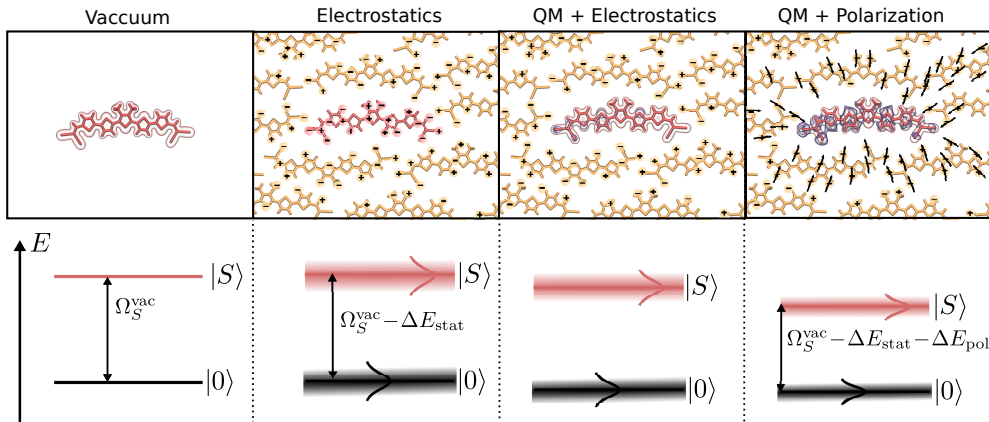 Vaccuum
Electrostatics
QM + Electrostatics
QM + Polarization
E
|S⟩
Ω_S^vac
|0⟩
|S⟩
Ω_S^vac − ΔE_stat
|0⟩
|S⟩
|0⟩
|S⟩
Ω_S^vac − ΔE_stat − ΔE_pol
|0⟩